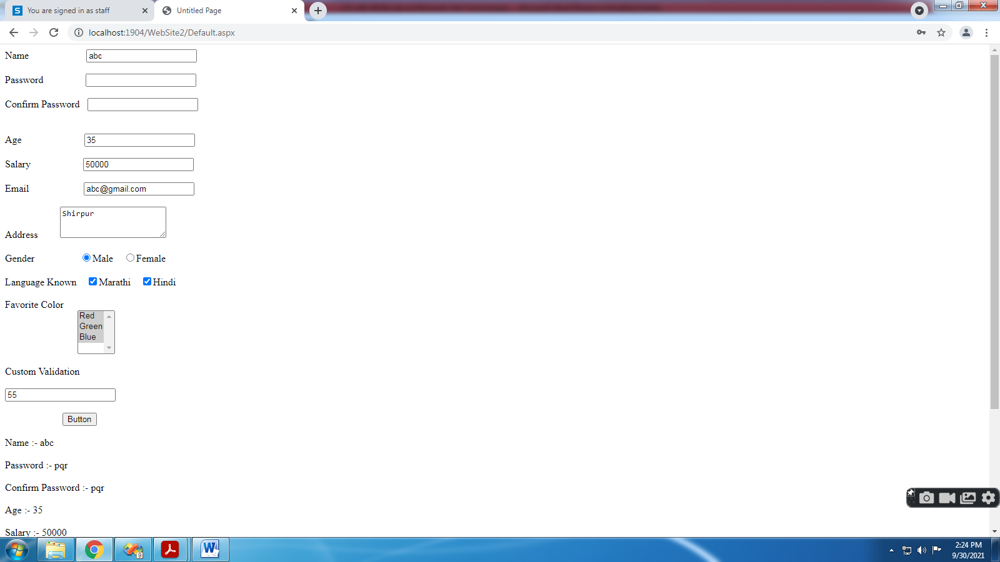 You are signed in as staff
Untitled Page
localhost:1904/WebSite2/Default.aspx
Name abc
Password
Confirm Password
Age 35
Salary 50000
Email abc@gmail.com
Address Shirpur
Gender Male Female
Language Known Marathi Hindi
Favorite Color
Red
Green
Blue
Custom Validation
55
Button
Name :- abc
Password :- pqr
Confirm Password :- pqr
Age :- 35
Salary :- 50000
9
2:24 PM
9/30/2021